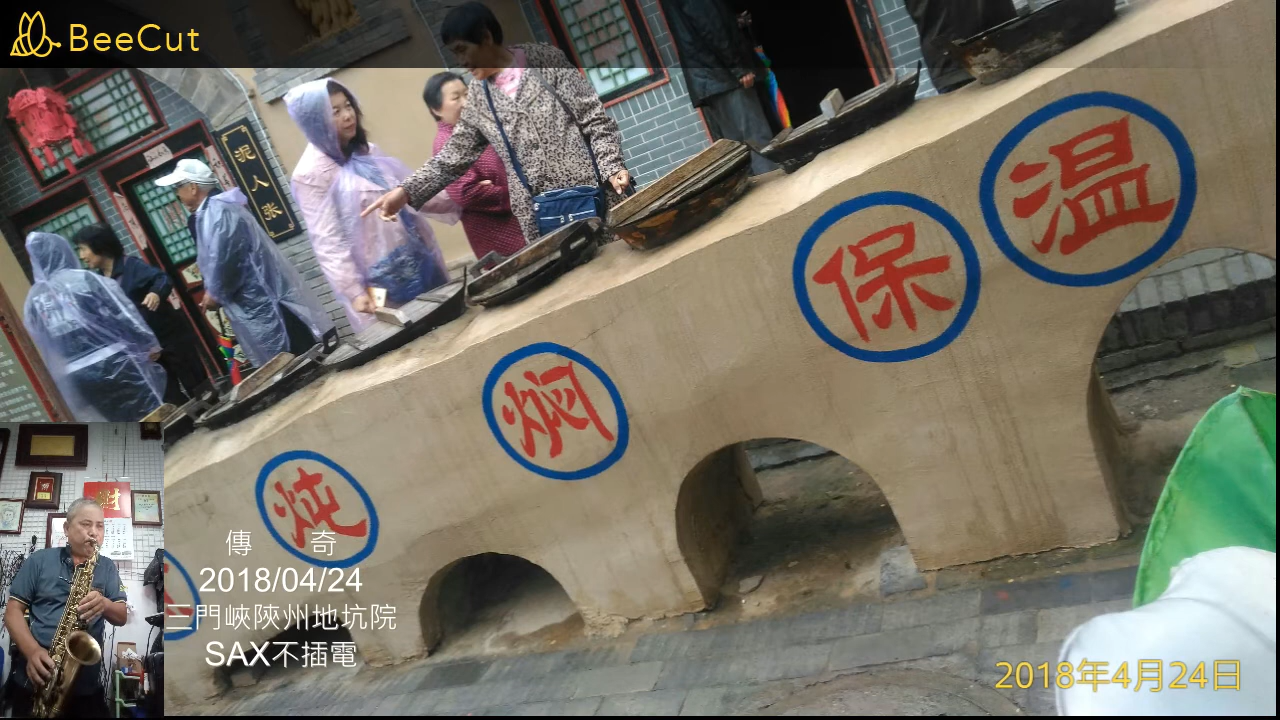 BeeCut
泥人张
温
保
焖
炖
财
傳 奇
2018/04/24
三門峽陝州地坑院
SAX不插電
2018年4月24日